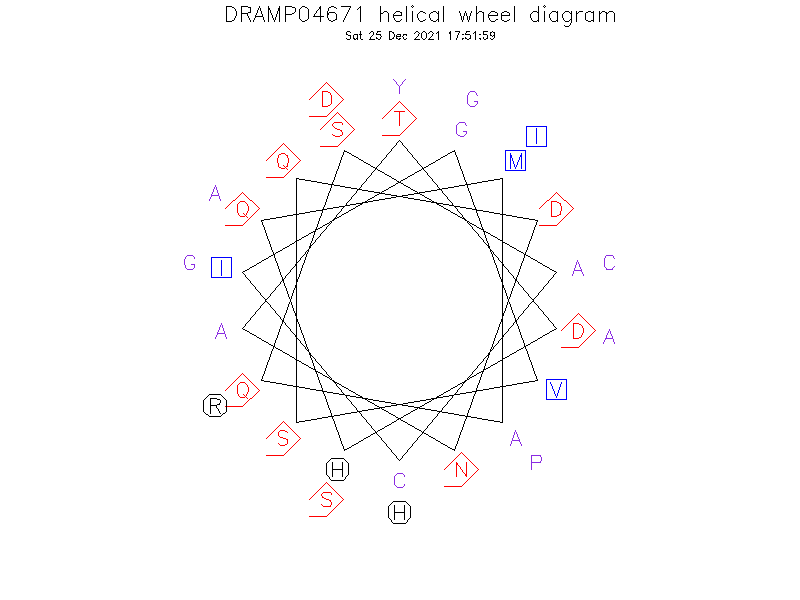 DRAMP04671 helical wheel diagram
Sat 25 Dec 2021 17:51:59
Y
D
G
T
S
G
I
Q
M
A
Q
D
G
I
A
C
A
D
A
R
Q
V
S
A
P
H
N
C
S
H